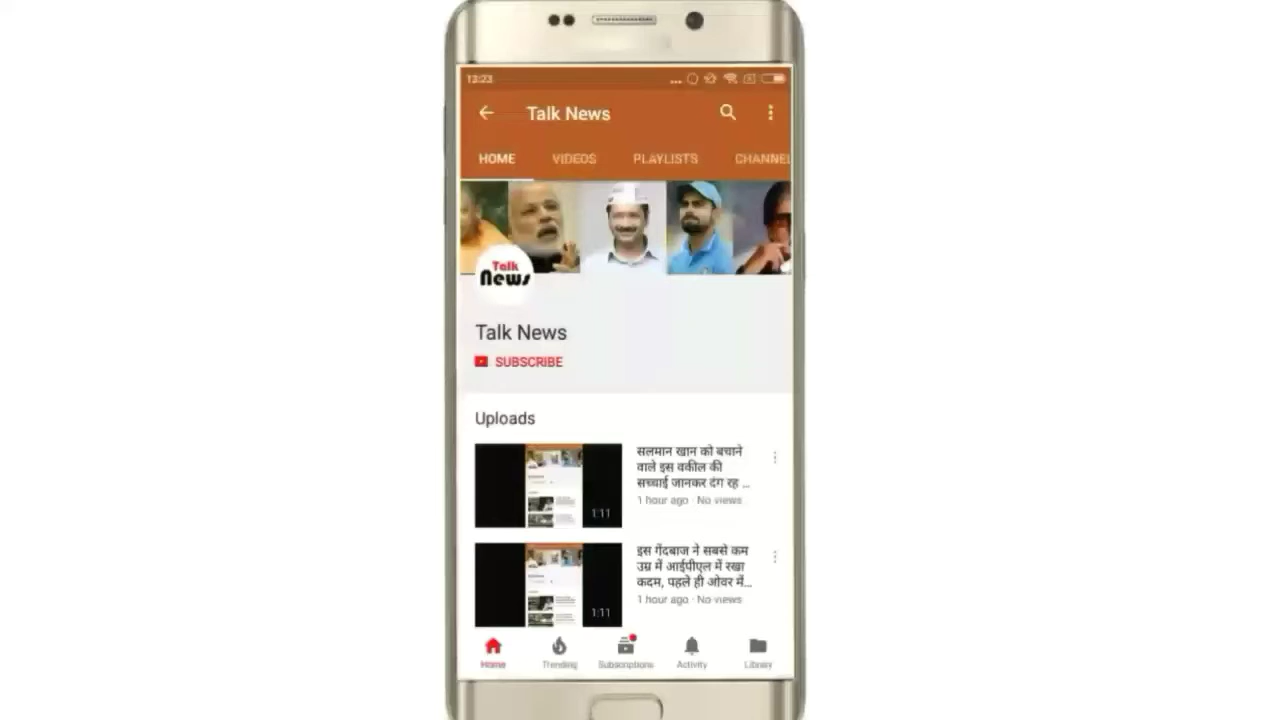 12:23
Talk News
HOME VIDEOS PLAYLISTS CHANNEL
Talk
News
Talk News
SUBSCRIBE
Uploads
सलमान खान को बचाने
वाले इस वकील की
सच्चाई जानकर दंग रह ...
1 hour ago · No views
1:11
इस गेंदबाज ने सबसे कम
उम्र में आईपीएल में रखा
कदम, पहले ही ओवर में...
1 hour ago · No views
1:11
Home Trending Subscriptions Activity Library